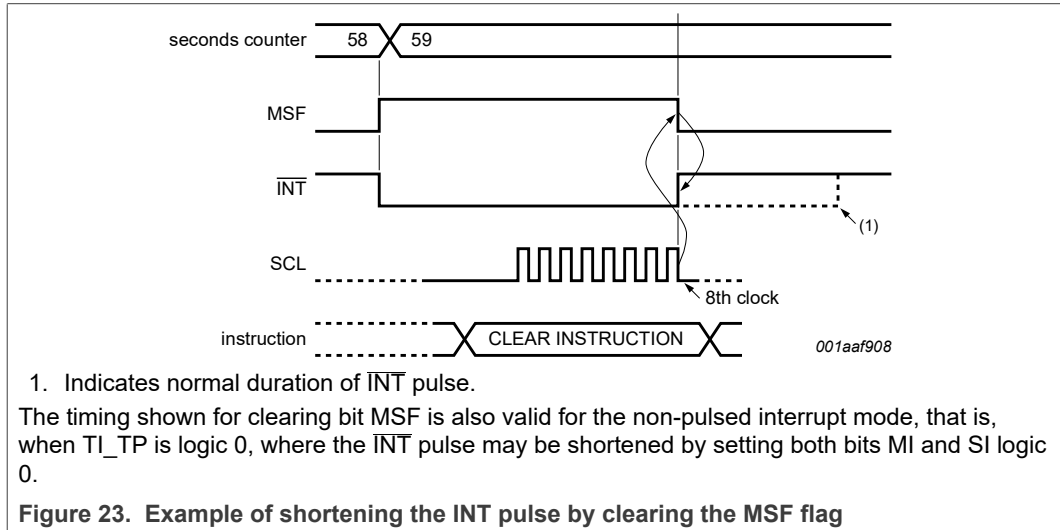 seconds counter 58 59
MSF
INT
(1)
SCL
8th clock
instruction CLEAR INSTRUCTION 001aaf908
1. Indicates normal duration of INT pulse.
The timing shown for clearing bit MSF is also valid for the non-pulsed interrupt mode, that is,
when TI_TP is logic 0, where the INT pulse may be shortened by setting both bits MI and SI logic
0.
Figure 23. Example of shortening the INT pulse by clearing the MSF flag